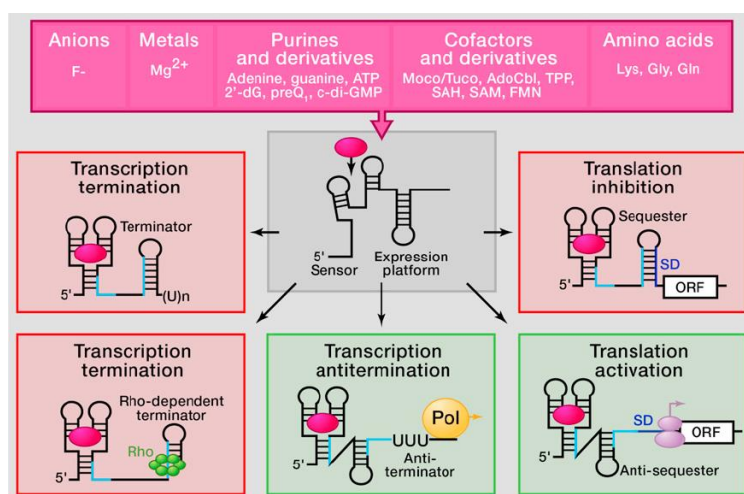 Anions
F-
Metals
Mg2+
Purines
and derivatives
Adenine, guanine, ATP
2'-dG, preQ1, c-di-GMP
Cofactors
and derivatives
Moco/Tuco, AdoCbl, TPP,
SAH, SAM, FMN
Amino acids
Lys, Gly, Gln
Transcription
termination
Terminator
5'
(U)n
5'
Sensor
Expression
platform
Translation
inhibition
Sequester
SD
5'
ORF
Transcription
termination
Rho-dependent
terminator
Rho
5'
Transcription
antitermination
Pol
UUU
5'
Anti-
terminator
Translation
activation
SD
ORF
5'
Anti-sequester